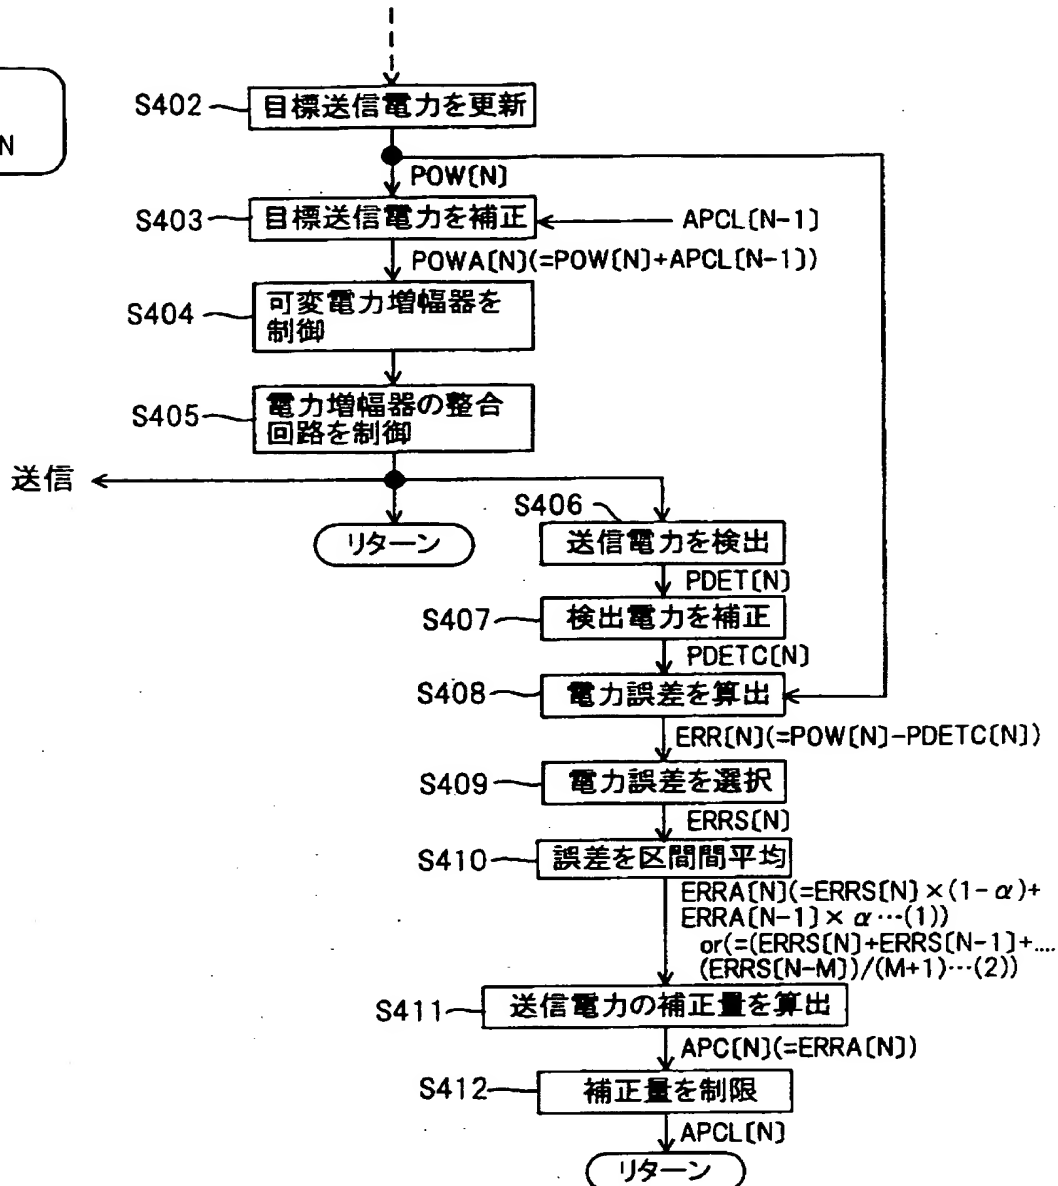 N
S402
目標送信電力を更新
POW[N]
S403
目標送信電力を補正
APCL[N-1]
POWA[N](=POW[N]+APCL[N-1])
S404
可変電力増幅器を
制御
S405
電力増幅器の整合
回路を制御
送信
リターン
S406
送信電力を検出
PDET[N]
S407
検出電力を補正
PDETC[N]
S408
電力誤差を算出
ERR[N](=POW[N]-PDETC[N])
S409
電力誤差を選択
ERRS[N]
S410
誤差を区間間平均
ERRA[N](=ERRS[N]×(1-α)+
ERRA[N-1]×α…(1))
or(=(ERRS[N]+ERRS[N-1]+....
(ERRS[N-M])/(M+1)…(2))
S411
送信電力の補正量を算出
APC[N](=ERRA[N])
S412
補正量を制限
APCL[N]
リターン